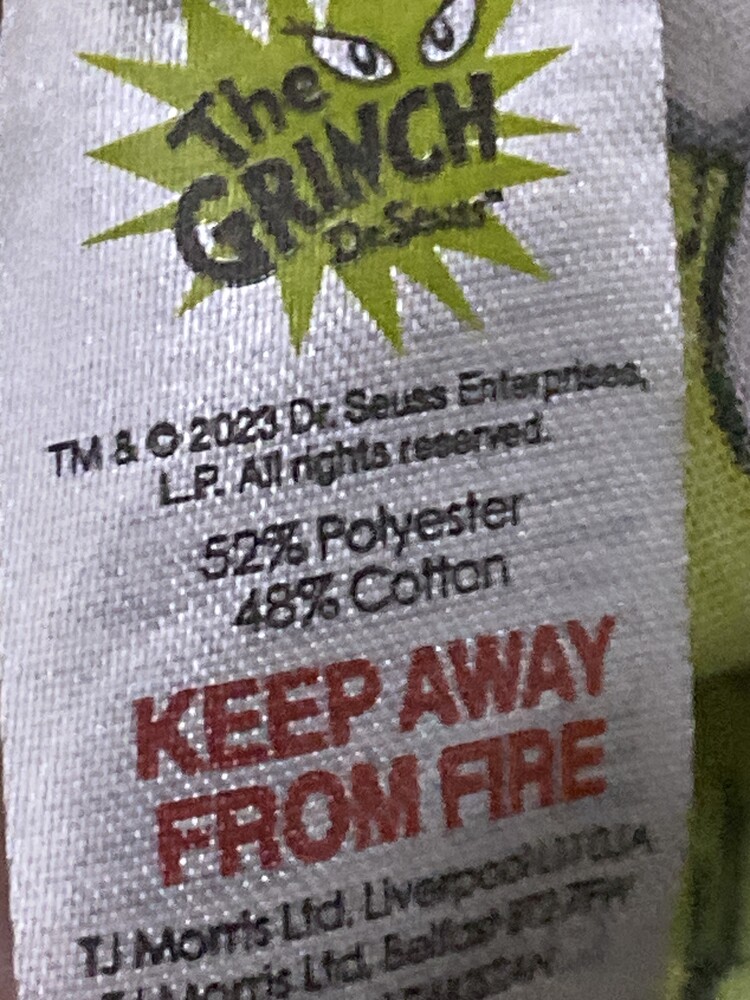 The
GRINCH
Dr. Seuss™
TM & © 2023 Dr. Seuss Enterprises,
L.P. All rights reserved.
52% Polyester
48% Cotton
KEEP AWAY
FROM FIRE
TJ Morris Ltd. Liverpool
TJ Morris Ltd. Belfast